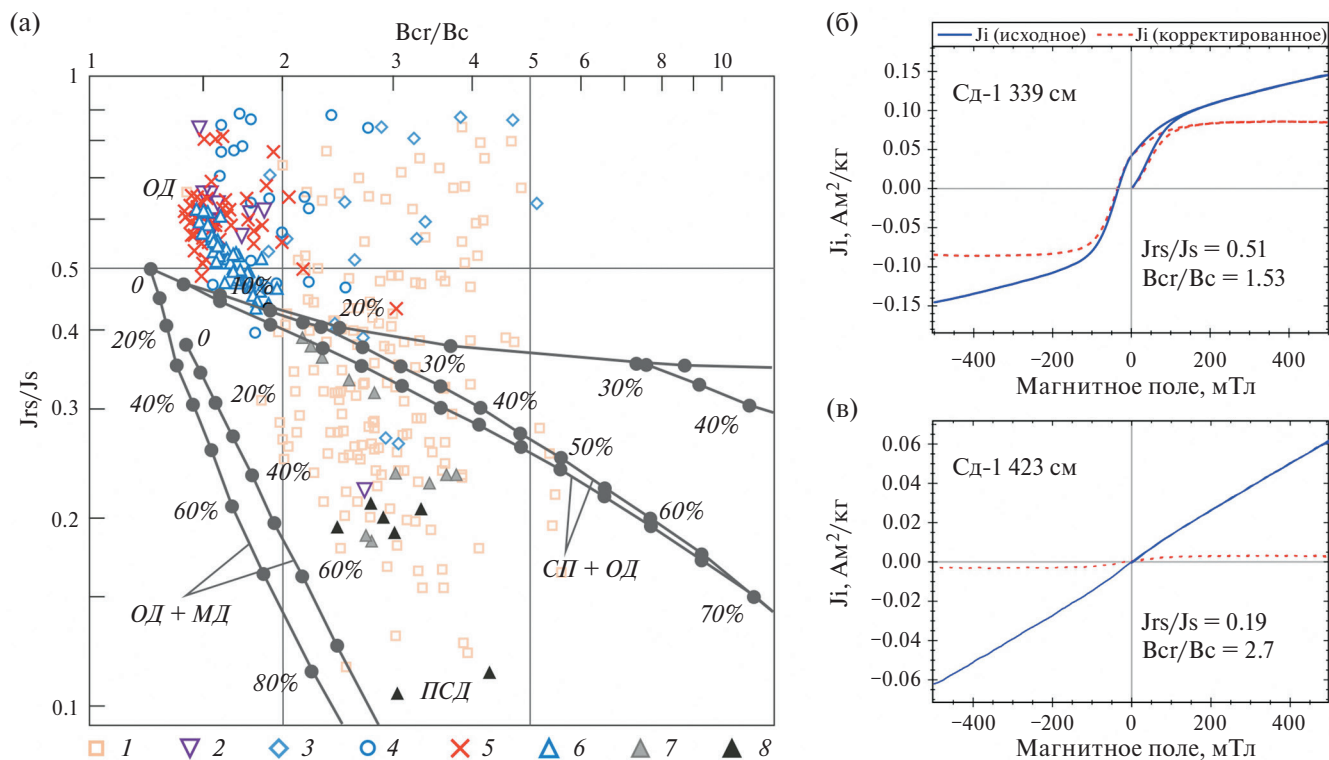 (а)
Bcr/Bc
1 2 3 4 5 6 7 8 10
Jrs/Js
1
0.5
0.4
0.3
0.2
0.1
ОД
0
10%
20%
20%
0
30%
30%
40%
20%
40%
40%
50%
40%
60%
60%
60%
СП + ОД
70%
ОД + МД
80%
ПСД
1 2 3 4 5 6 7 8
(б)
Ji (исходное) Ji (корректированное)
Сд-1 339 см
Ji, Ам²/кг
0.15
0.10
0.05
0.00
−0.05
−0.10
−0.15
Jrs/Js = 0.51
Bcr/Bc = 1.53
−400 −200 0 200 400
Магнитное поле, мТл
(в)
Сд-1 423 см
Ji, Ам²/кг
0.06
0.04
0.02
0.00
−0.02
−0.04
−0.06
Jrs/Js = 0.19
Bcr/Bc = 2.7
−400 −200 0 200 400
Магнитное поле, мТл